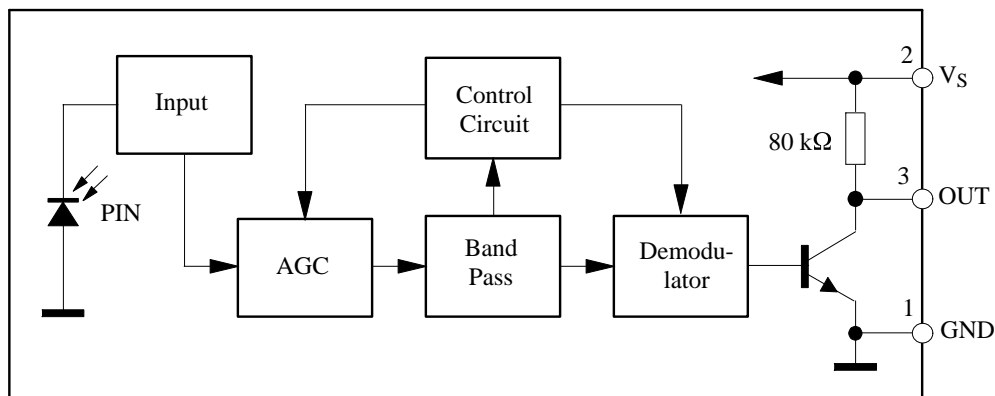 Input
Control
Circuit
2
V_S
80 kΩ
3
OUT
PIN
AGC
Band
Pass
Demodu-
lator
1
GND